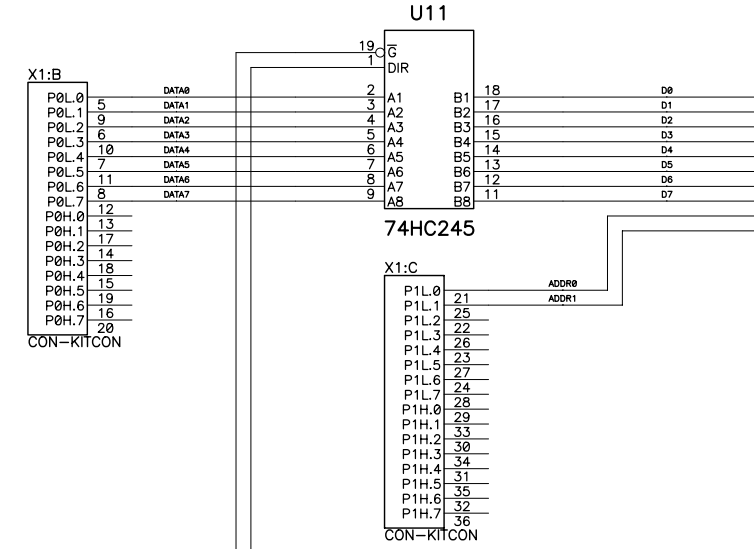 U11
19
G
1
DIR
X1:B
P0L.0
5
DATA0
2
A1
B1
18
D0
P0L.1
9
DATA1
3
A2
B2
17
D1
P0L.2
6
DATA2
4
A3
B3
16
D2
P0L.3
10
DATA3
5
A4
B4
15
D3
P0L.4
7
DATA4
6
A5
B5
14
D4
P0L.5
11
DATA5
7
A6
B6
13
D5
P0L.6
8
DATA6
8
A7
B7
12
D6
P0L.7
12
DATA7
9
A8
B8
11
D7
P0H.0
13
P0H.1
17
P0H.2
14
P0H.3
18
P0H.4
15
P0H.5
19
P0H.6
16
P0H.7
20
CON-KITCON
74HC245
X1:C
P1L.0
21
ADDR0
P1L.1
25
ADDR1
P1L.2
22
P1L.3
26
P1L.4
23
P1L.5
27
P1L.6
24
P1L.7
28
P1H.0
29
P1H.1
33
P1H.2
30
P1H.3
34
P1H.4
31
P1H.5
35
P1H.6
32
P1H.7
36
CON-KITCON